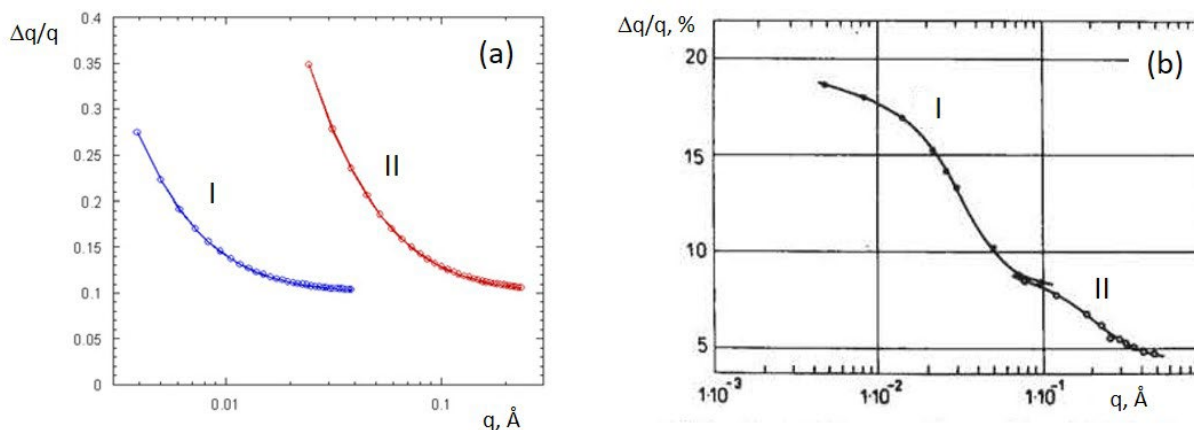 Δq/q
0.4
0.35
0.3
0.25
0.2
0.15
0.1
0.05
0
(a)
I
II
0.01
0.1
q, Å
Δq/q, %
20
15
10
5
(b)
I
II
1·10⁻³
1·10⁻²
1·10⁻¹
q, Å